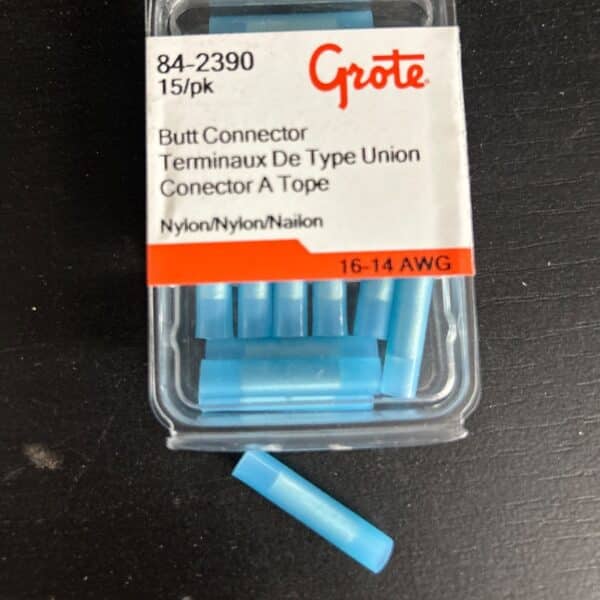 84-2390
15/pk
Grote
Butt Connector
Terminaux De Type Union
Conector A Tope
Nylon/Nylon/Nailon
16-14 AWG